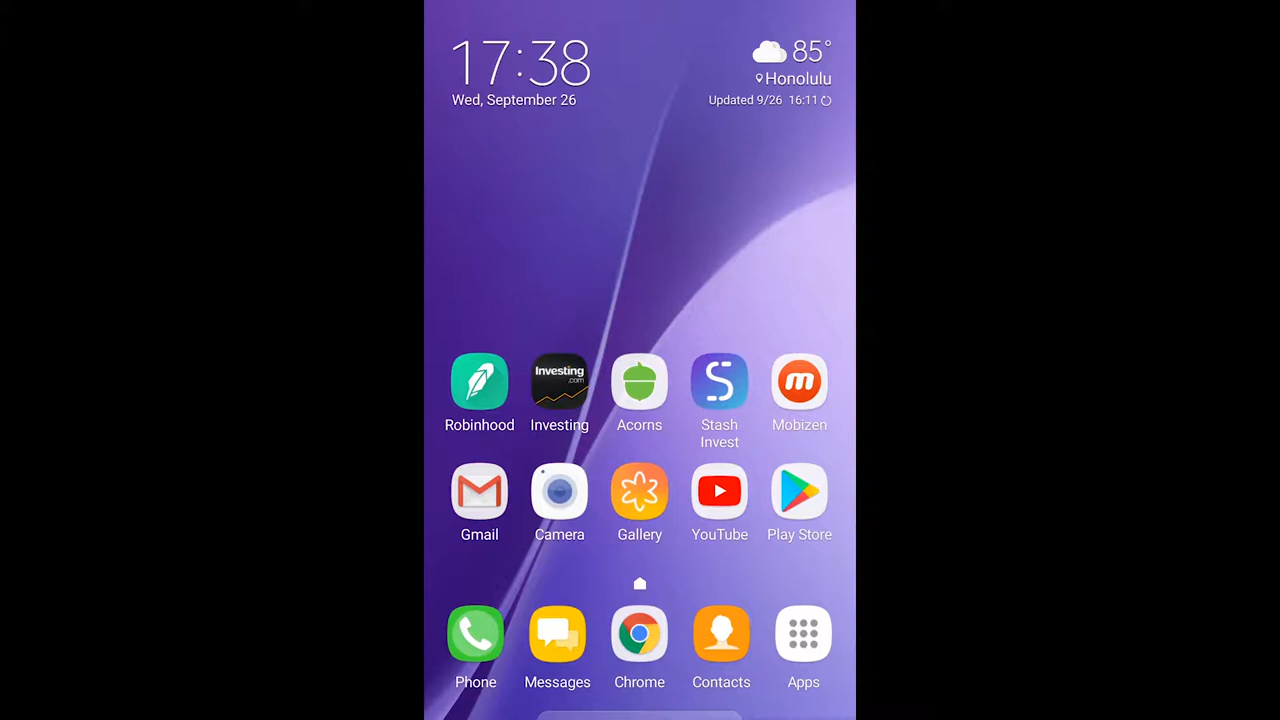 17:38
85°
Honolulu
Wed, September 26
Updated 9/26 16:11
Investing
.com
m
Robinhood
Investing
Acorns
Stash
Invest
Mobizen
Gmail
Camera
Gallery
YouTube
Play Store
Phone
Messages
Chrome
Contacts
Apps